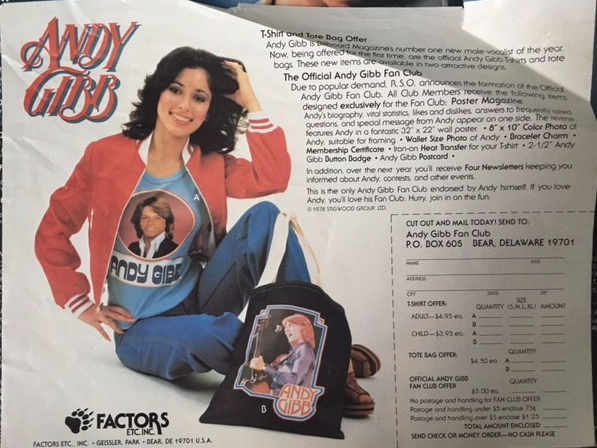 ANDY
GIBB
T-Shirt and Tote Bag Offer
Andy Gibb is Billboard Magazine's number one new male vocalist of the year.
Now, being offered for the first time, are the official Andy Gibb T-shirts and tote
bags. These new items are available in two attractive designs.
The Official Andy Gibb Fan Club
Due to popular demand, R.S.O. announces the formation of the Official
Andy Gibb Fan Club. All Club Members receive the following items
designed exclusively for the Fan Club: Poster Magazine
Andy's biography, vital statistics, likes and dislikes, answers to frequently asked
questions, and special message from Andy appear on one side. The reverse
features Andy in a fantastic 32" x 22" wall poster. • 8" x 10" Color Photo of
Andy, suitable for framing • Wallet Size Photo of Andy • Bracelet Charm •
Membership Certificate • Iron-on Heat Transfer for your T-shirt • 2-1/2" Andy
Gibb Button Badge • Andy Gibb Postcard •
In addition, over the next year you'll receive Four Newsletters keeping you
informed about Andy, contests, and other events.
This is the only Andy Gibb Fan Club endorsed by Andy himself. If you love
Andy, you'll love his Fan Club. Hurry, join in on the fun.
© 1978 STIGWOOD GROUP, LTD.
A
ANDY GIBB
ANDY
GIBB
B
CUT OUT AND MAIL TODAY! SEND TO:
Andy Gibb Fan Club
P.O. BOX 605 BEAR, DELAWARE 19701
NAME AGE
ADDRESS
CITY STATE ZIP
T-SHIRT OFFER: QUANTITY SIZE (S,M,L,XL) AMOUNT
ADULT—$4.95 ea. A
B
CHILD—$3.95 ea. A
B
TOTE BAG OFFER: QUANTITY
$4.50 ea. A
B
OFFICIAL ANDY GIBB QUANTITY
FAN CLUB OFFER
$5.00 ea.
No postage and handling for FAN CLUB OFFER
Postage and handling under $5 enclose 75¢
Postage and handling over $5 enclose $1.25
TOTAL AMOUNT ENCLOSED
SEND CHECK OR MONEY ORDER—NO CASH PLEASE
FACTORS
ETC. INC.
FACTORS ETC., INC. • GEISSLER, PARK • BEAR, DE 19701 U.S.A.